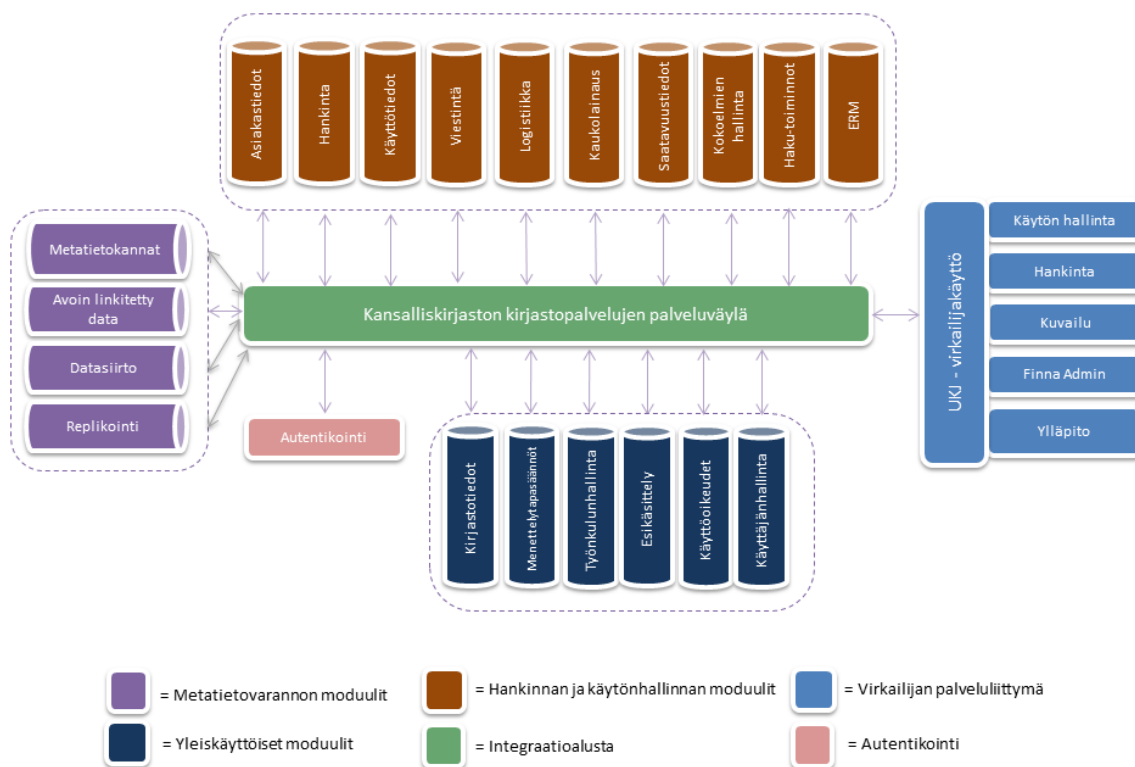 Asiakastiedot
Hankinta
Käyttötiedot
Viestintä
Logistiikka
Kaukolainaus
Saatavuustiedot
Kokoelmien
hallinta
Haku-toiminnot
ERM
Metatietokannat
Avoin linkitetty
data
Datasiirto
Replikointi
Kansalliskirjaston kirjastopalvelujen palveluväylä
Autentikointi
UKJ - virkailijakäyttö
Käytön hallinta
Hankinta
Kuvailu
Finna Admin
Ylläpito
Kirjastotiedot
Menettelytapasäännöt
Työnkulunhallinta
Esikäsittely
Käyttöoikeudet
Käyttäjänhallinta
= Metatietovarannon moduulit
= Hankinnan ja käytönhallinnan moduulit
= Virkailijan palveluliittymä
= Yleiskäyttöiset moduulit
= Integraatioalusta
= Autentikointi